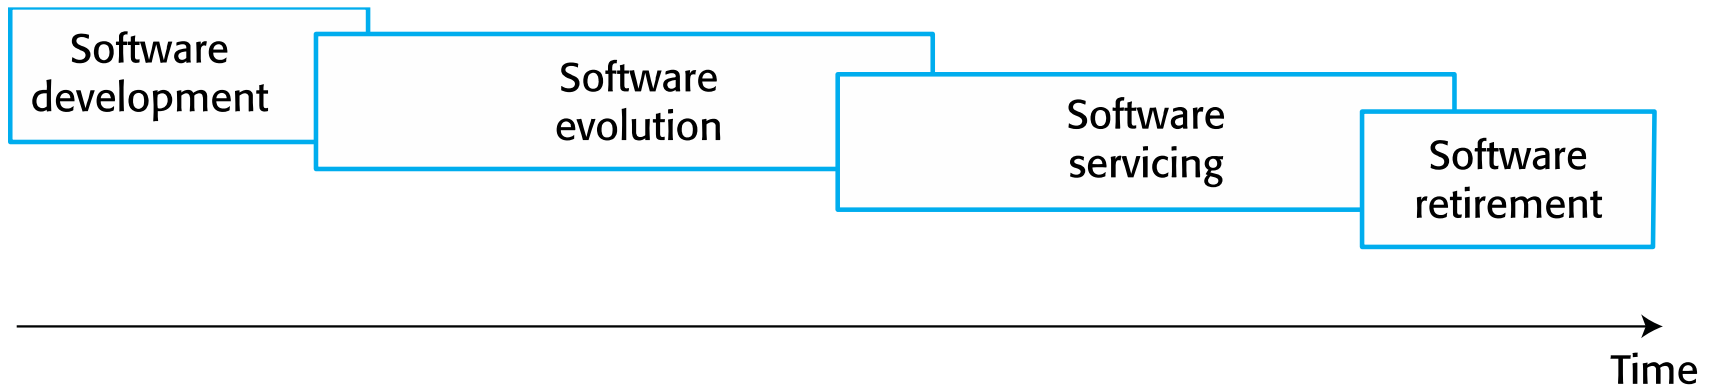 Software
development
Software
evolution
Software
servicing
Software
retirement
Time